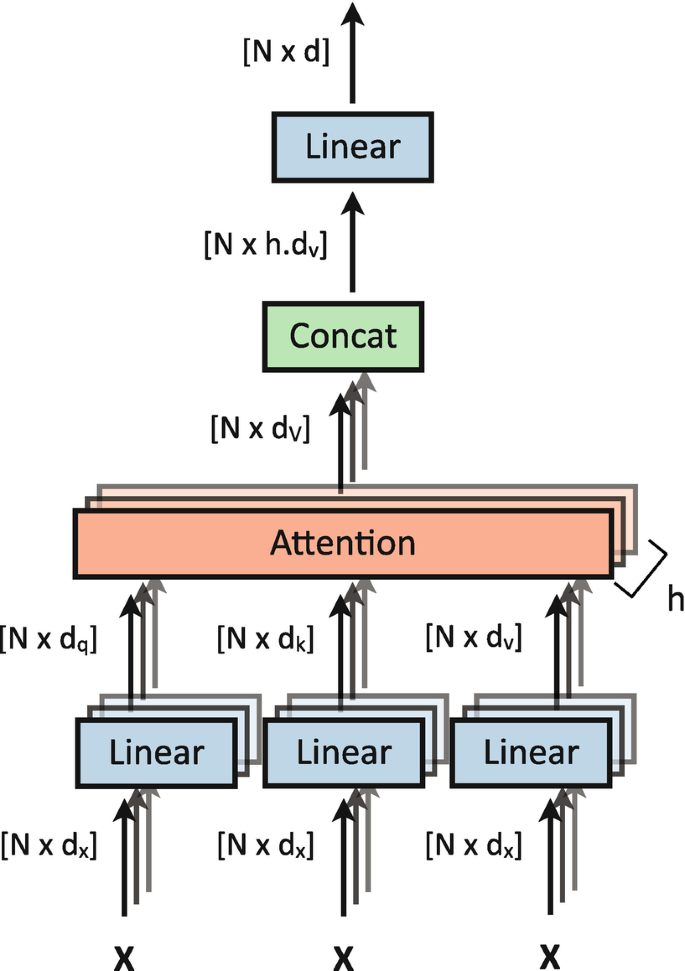 [N x d]
Linear
[N x h.dv]
Concat
[N x dV]
Attention
h
[N x dq] [N x dk] [N x dv]
Linear Linear Linear
[N x dx] [N x dx] [N x dx]
X X X